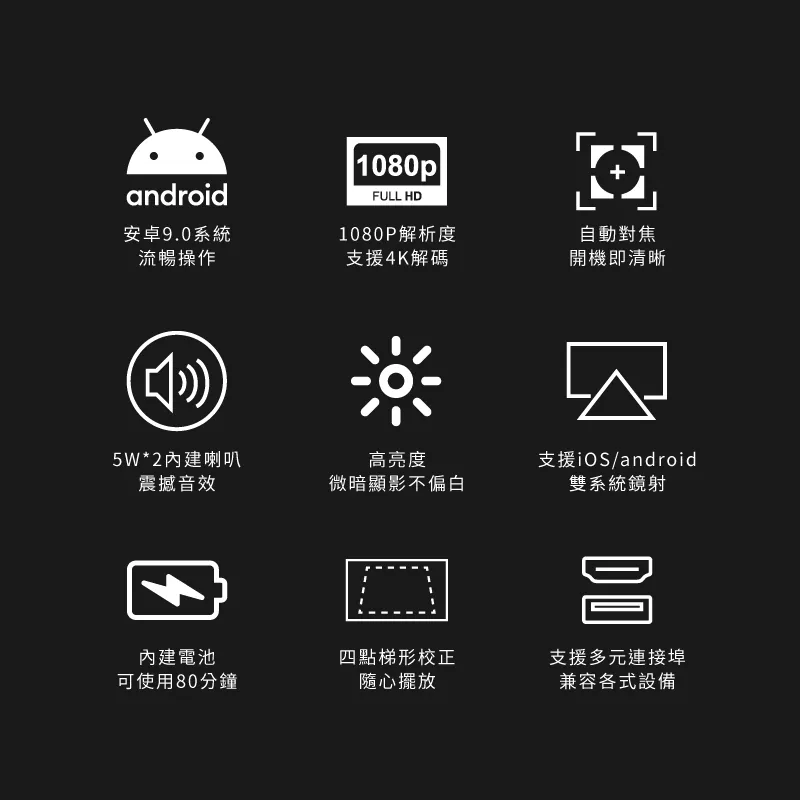 android
安卓9.0系統
流暢操作
1080p
FULL HD
1080P解析度
支援4K解碼
自動對焦
開機即清晰
5W*2內建喇叭
震撼音效
高亮度
微暗顯影不偏白
支援iOS/android
雙系統鏡射
內建電池
可使用80分鐘
四點梯形校正
隨心擺放
支援多元連接埠
兼容各式設備